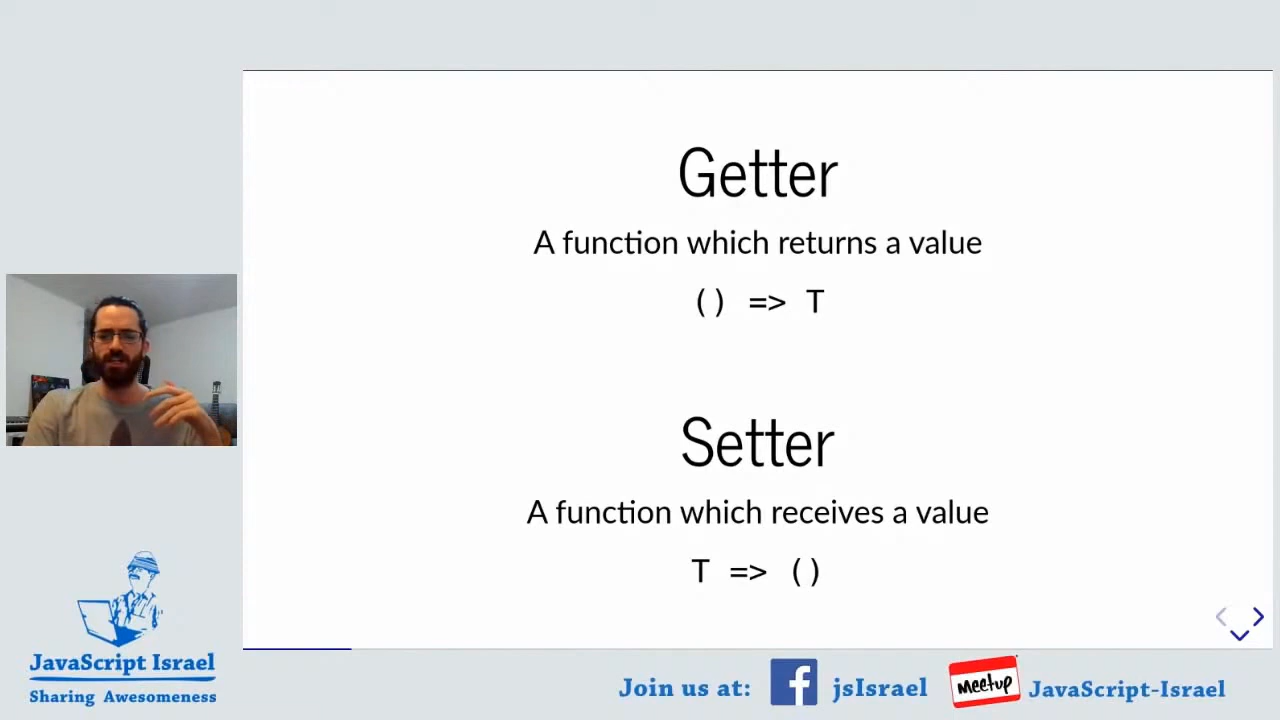 Getter
A function which returns a value
() => T
Setter
A function which receives a value
T => ()
JavaScript Israel
Sharing Awesomeness
Join us at:
f
jsIsrael
meetup
JavaScript-Israel